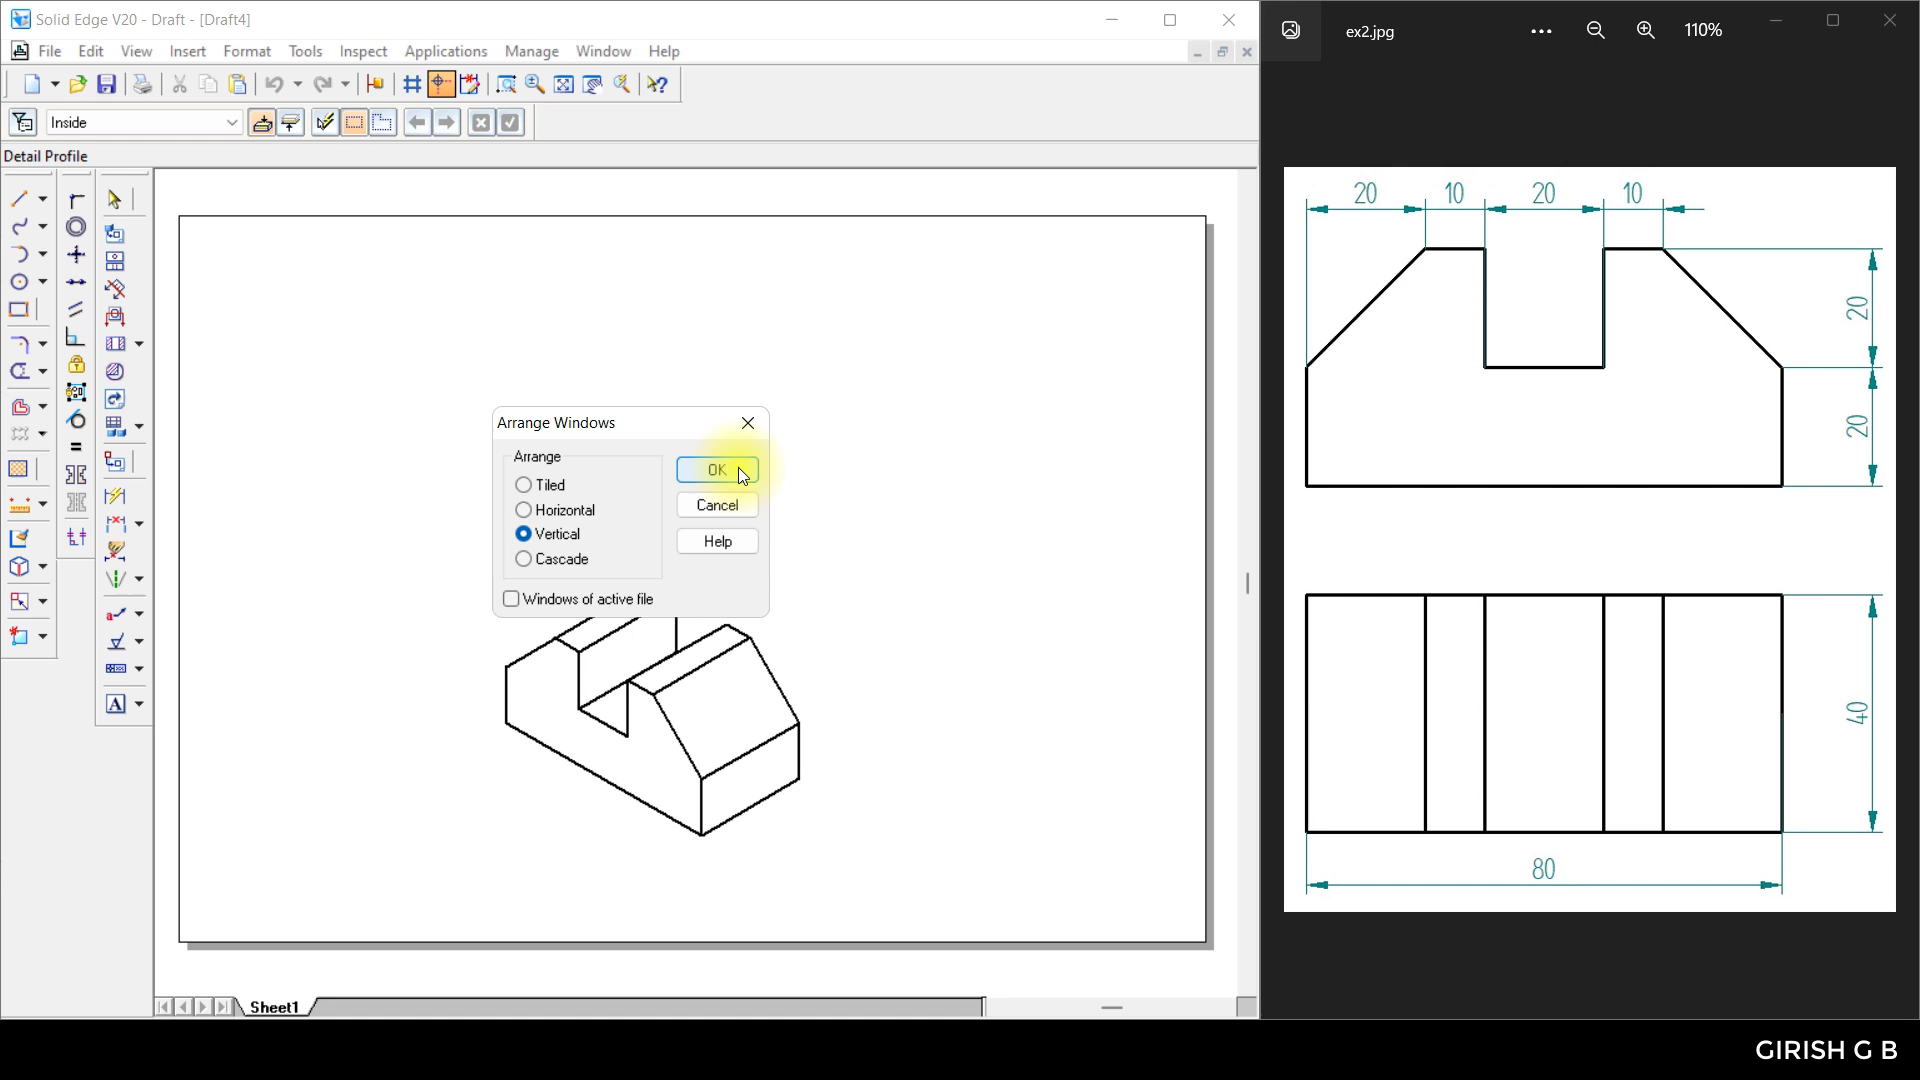 Solid Edge V20 - Draft - [Draft4]
File Edit View Insert Format Tools Inspect Applications Manage Window Help
Inside
Detail Profile
Arrange Windows
Arrange
Tiled
Horizontal
Vertical
Cascade
Windows of active file
OK
Cancel
Help
A
Sheet1
ex2.jpg
110%
20 10 20 10
20
20
40
80
GIRISH G B